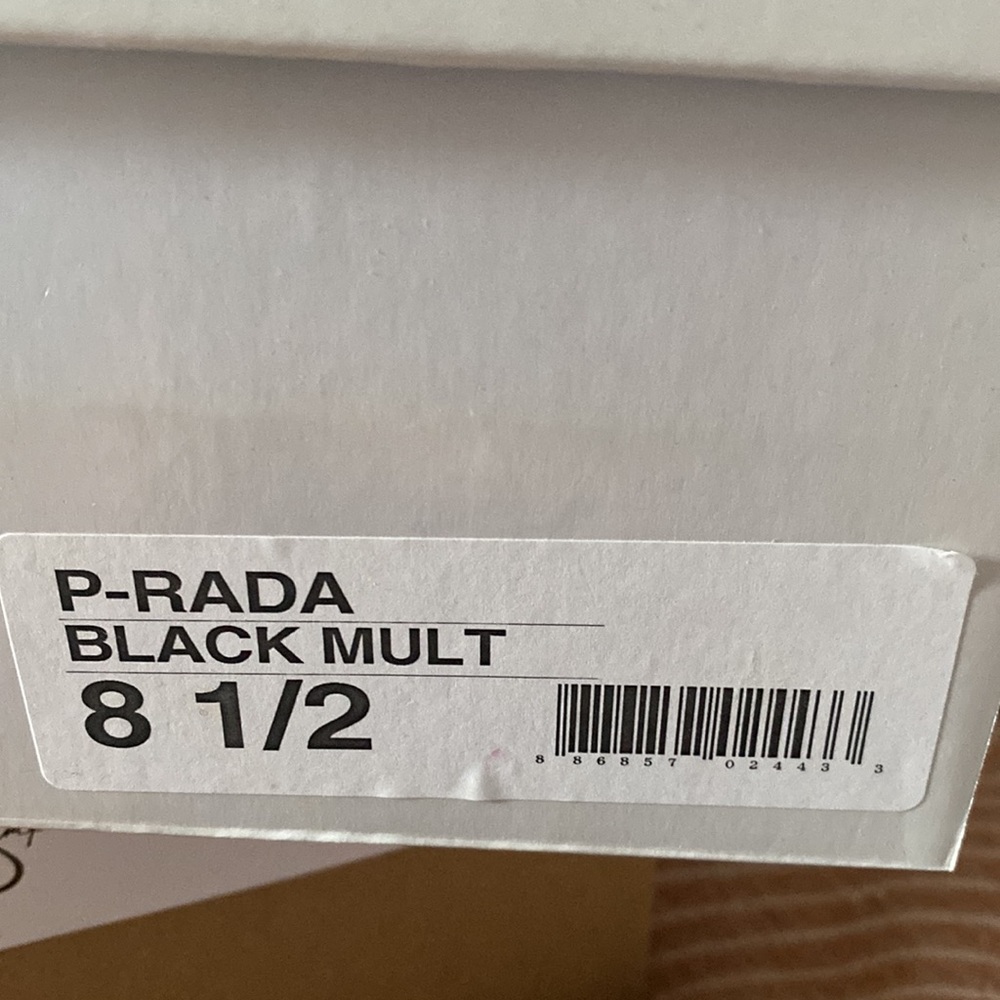 P-RADA
BLACK MULT
8 1/2
8 86857 02443 3